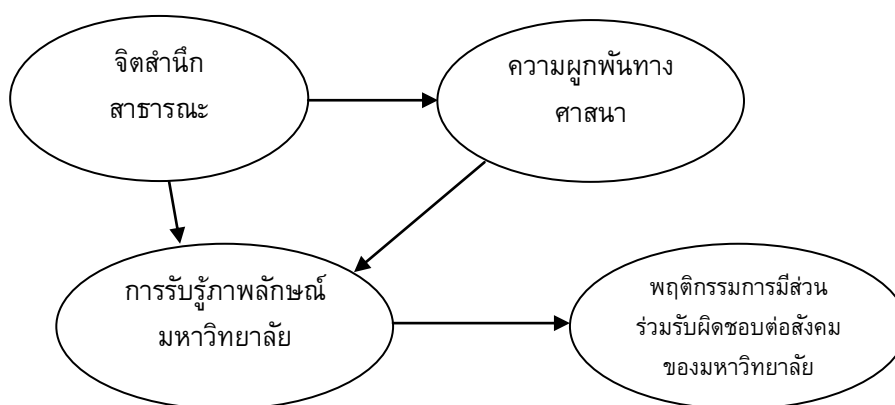 จิตสำนึก
สาธารณะ
ความผูกพันทาง
ศาสนา
การรับรู้ภาพลักษณ์
มหาวิทยาลัย
พฤติกรรมการมีส่วน
ร่วมรับผิดชอบต่อสังคม
ของมหาวิทยาลัย